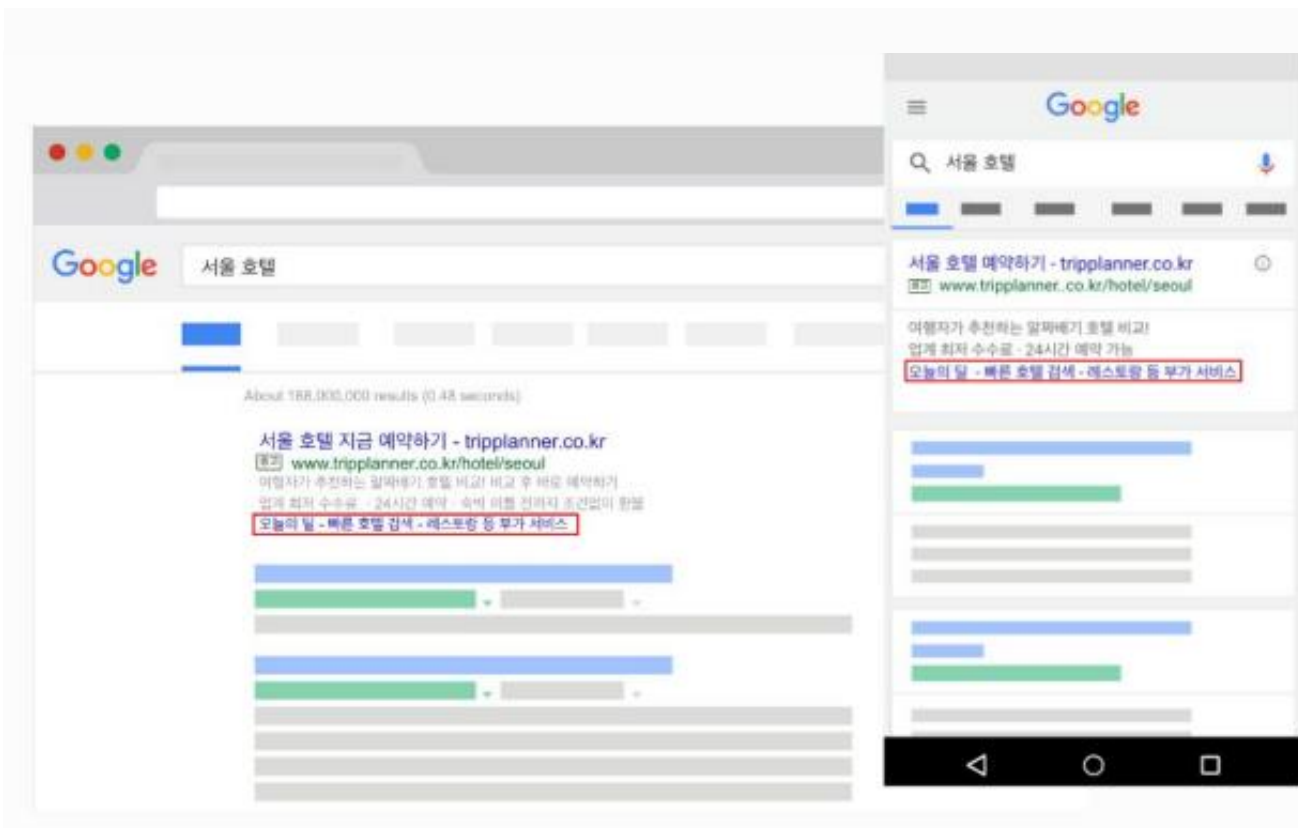 Google
서울 호텔
About 188,000,000 results (0.48 seconds)
서울 호텔 지금 예약하기 - tripplanner.co.kr
광고 www.tripplanner.co.kr/hotel/seoul
여행자가 추천하는 알짜배기 호텔 비교! 비교 후 바로 예약하기
업계 최저 수수료 · 24시간 예약 · 숙박 이틀 전까지 조건없이 환불
오늘의 딜 - 빠른 호텔 검색 - 레스토랑 등 부가 서비스
Google
서울 호텔
서울 호텔 예약하기 - tripplanner.co.kr
광고 www.tripplanner..co.kr/hotel/seoul
여행자가 추천하는 알짜배기 호텔 비교!
업계 최저 수수료 - 24시간 예약 가능
오늘의 딜 - 빠른 호텔 검색 - 레스토랑 등 부가 서비스